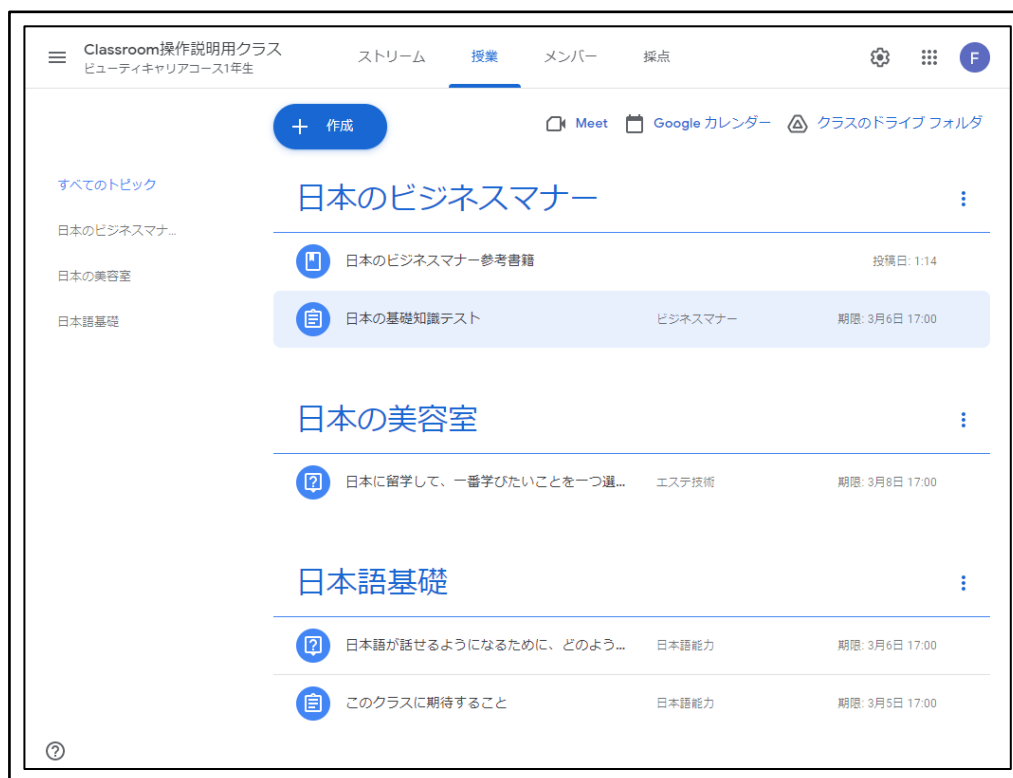 Classroom操作説明用クラス
ビューティキャリアコース1年生
ストリーム 授業 メンバー 採点
F
+ 作成
Meet Google カレンダー クラスのドライブ フォルダ
すべてのトピック
日本のビジネスマナ...
日本の美容室
日本語基礎
日本のビジネスマナー
日本のビジネスマナー参考書籍 投稿日: 1:14
日本の基礎知識テスト ビジネスマナー 期限: 3月6日 17:00
日本の美容室
日本に留学して、一番学びたいことを一つ選... エステ技術 期限: 3月8日 17:00
日本語基礎
日本語が話せるようになるために、どのよう... 日本語能力 期限: 3月6日 17:00
このクラスに期待すること 日本語能力 期限: 3月5日 17:00